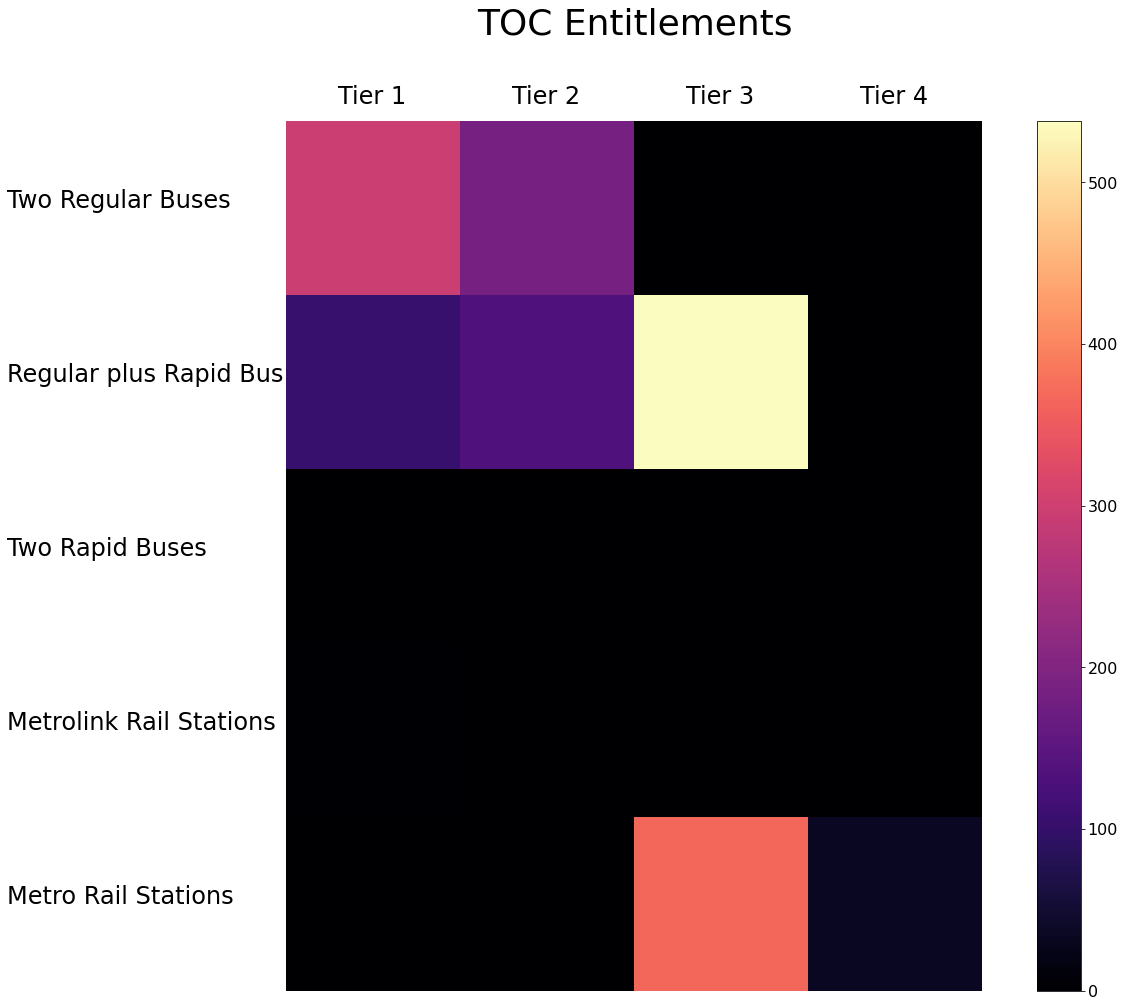 TOC Entitlements
Tier 1 Tier 2 Tier 3 Tier 4
Two Regular Buses
Regular plus Rapid Bus
Two Rapid Buses
Metrolink Rail Stations
Metro Rail Stations
500
400
300
200
100
0